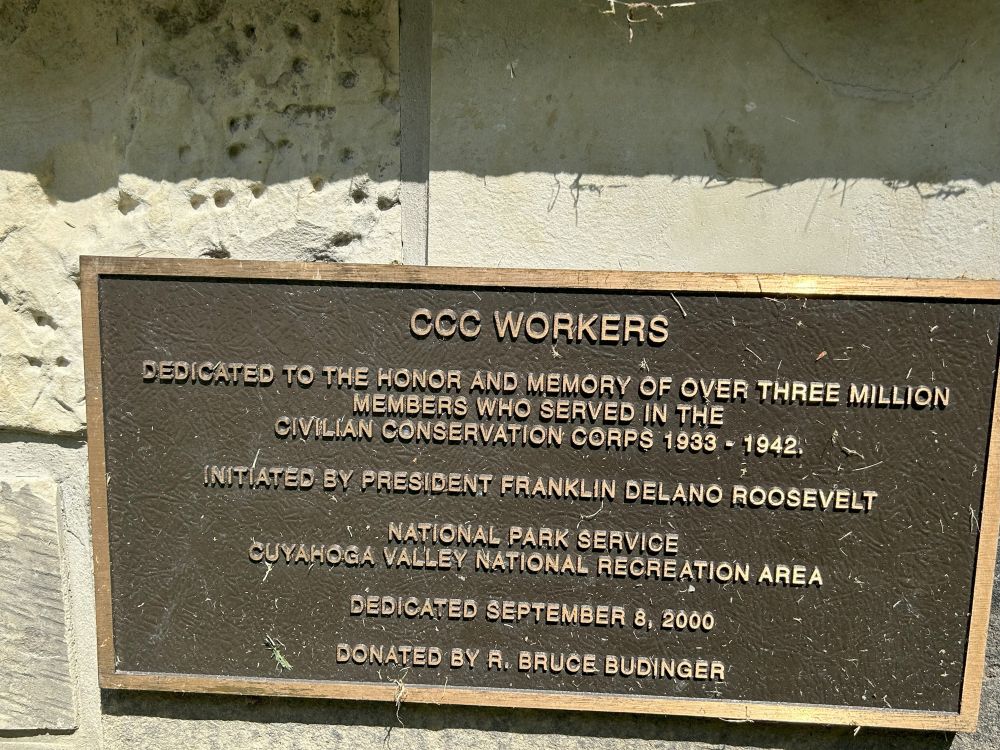 CCC WORKERS
DEDICATED TO THE HONOR AND MEMORY OF OVER THREE MILLION
MEMBERS WHO SERVED IN THE
CIVILIAN CONSERVATION CORPS 1933 - 1942.
INITIATED BY PRESIDENT FRANKLIN DELANO ROOSEVELT
NATIONAL PARK SERVICE
CUYAHOGA VALLEY NATIONAL RECREATION AREA
DEDICATED SEPTEMBER 8, 2000
DONATED BY R. BRUCE BUDINGER